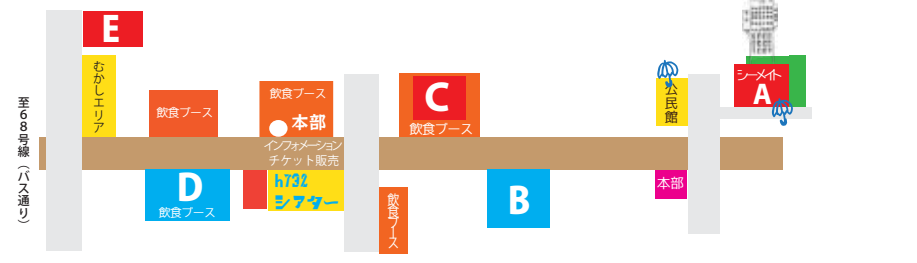 E
むかしエリア
至68号線（バス通り）
飲食ブース
飲食ブース
本部
インフォメーション
チケット販売
C
飲食ブース
公民館
シーメイト
A
D
飲食ブース
h732
シアター
飲食ブース
B
本部